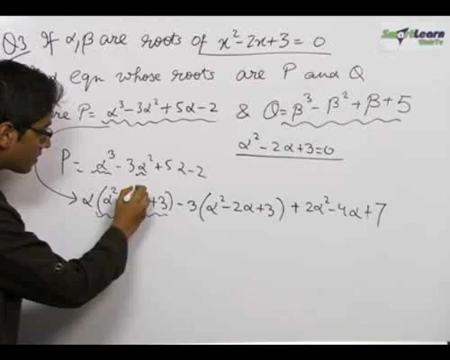 Q3 If α, β are roots of x²-2x+3=0
eqn whose roots are P and Q
P= α³-3α²+5α-2 & Q=β³-β²+β+5
α²-2α+3=0
P= α³-3α²+5α-2
α(α² +3)-3(α²-2α+3)+2α²-4α+7
SmartLearn